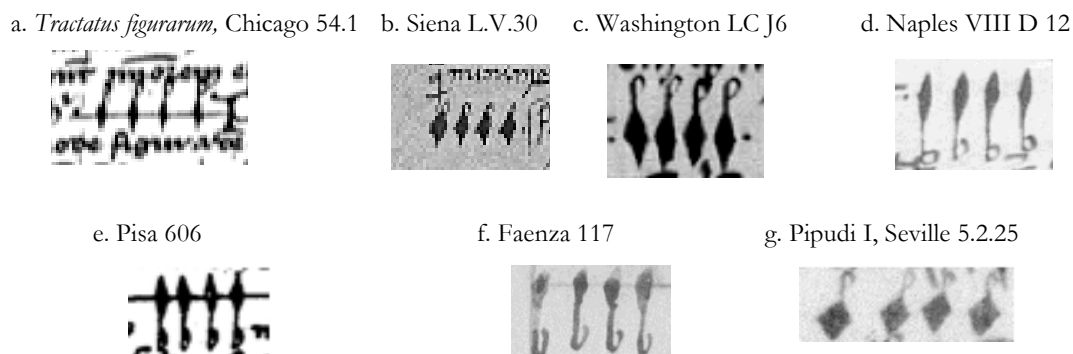 a. Tractatus figurarum, Chicago 54.1 b. Siena L.V.30 c. Washington LC J6 d. Naples VIII D 12
e. Pisa 606 f. Faenza 117 g. Pipudi I, Seville 5.2.25